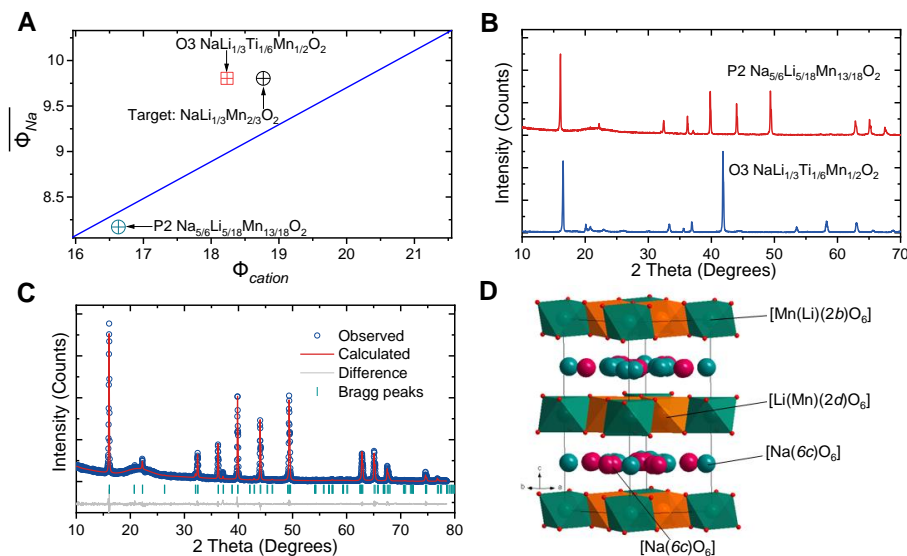 A
O3 NaLi1/3Ti1/6Mn1/2O2
Target: NaLi1/3Mn2/3O2
P2 Na5/6Li5/18Mn13/18O2
10.0
9.5
9.0
8.5
ΦNa
16 17 18 19 20 21
Φcation
B
P2 Na5/6Li5/18Mn13/18O2
O3 NaLi1/3Ti1/6Mn1/2O2
Intensity (Counts)
10 20 30 40 50 60 70
2 Theta (Degrees)
C
Observed
Calculated
Difference
Bragg peaks
Intensity (Counts)
10 20 30 40 50 60 70 80
2 Theta (Degrees)
D
[Mn(Li)(2b)O6]
[Li(Mn)(2d)O6]
[Na(6c)O6]
c
b a
[Na(6c)O6]